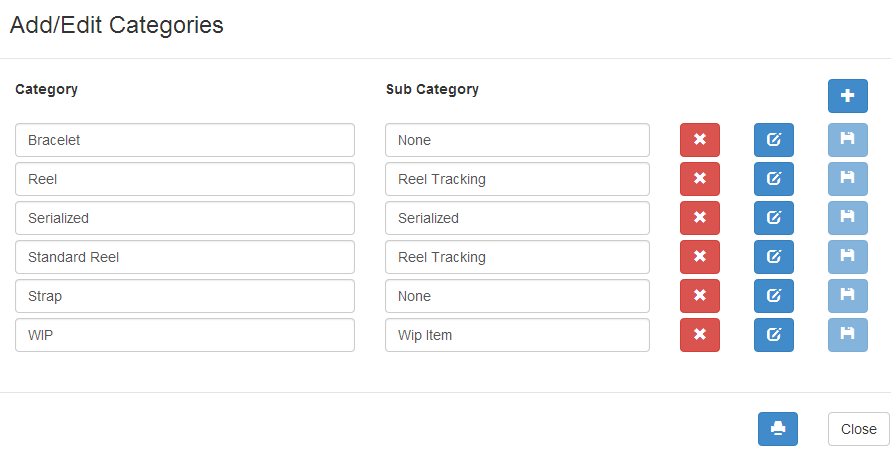 Add/Edit Categories
Category Sub Category
Bracelet None
Reel Reel Tracking
Serialized Serialized
Standard Reel Reel Tracking
Strap None
WIP Wip Item
Close